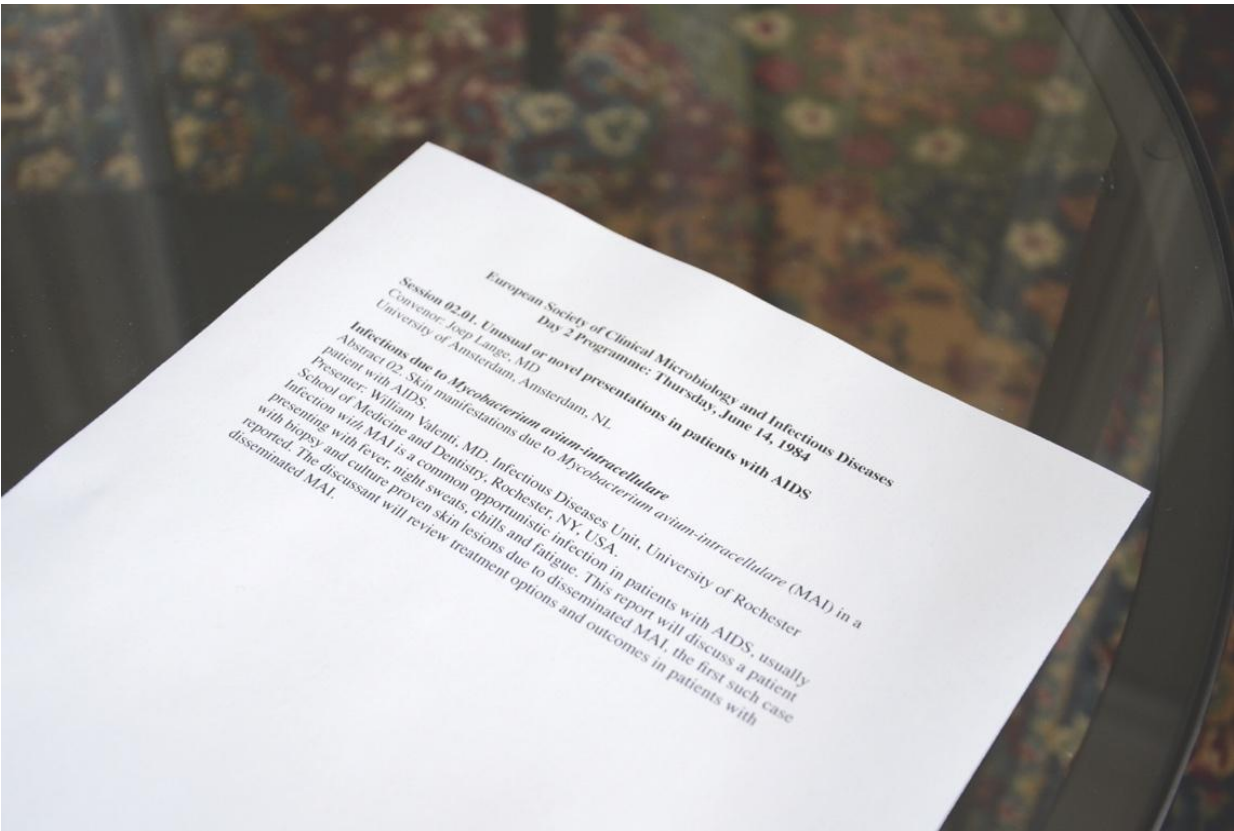 European Society of Clinical Microbiology and Infectious Diseases
Day 2 Programme: Thursday, June 14, 1984
Session 02.01. Unusual or novel presentations in patients with AIDS
Convenor: Joep Lange, MD
University of Amsterdam, Amsterdam, NL
Infections due to Mycobacterium avium-intracellulare
Abstract 02. Skin manifestations due to Mycobacterium avium-intracellulare (MAI) in a
patient with AIDS.
Presenter: William Valenti, MD. Infectious Diseases Unit, University of Rochester
School of Medicine and Dentistry, Rochester, NY, USA.
Infection with MAI is a common opportunistic infection in patients with AIDS, usually
presenting with fever, night sweats, chills and fatigue. This report will discuss a patient
with biopsy and culture proven skin lesions due to disseminated MAI, the first such case
reported. The discussant will review treatment options and outcomes in patients with
disseminated MAI.